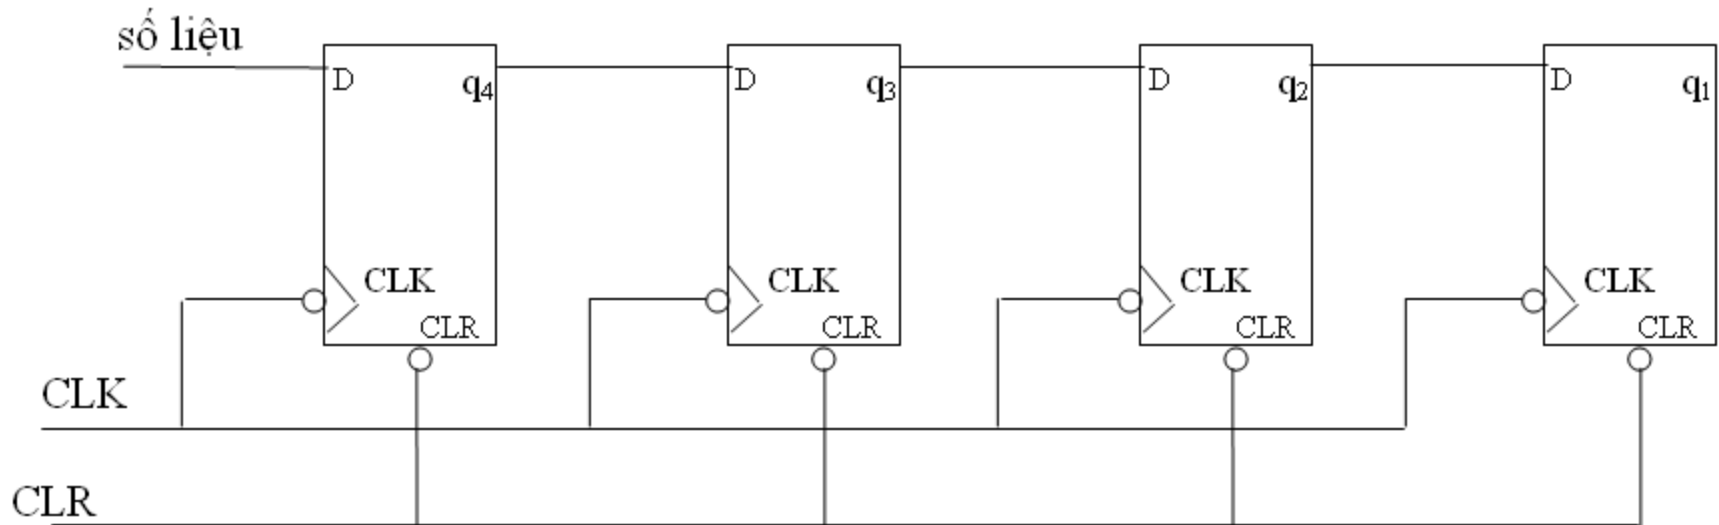 số liệu
D q₄ D q₃ D q₂ D q₁
CLK CLK CLK CLK
CLR CLR CLR CLR
CLK
CLR